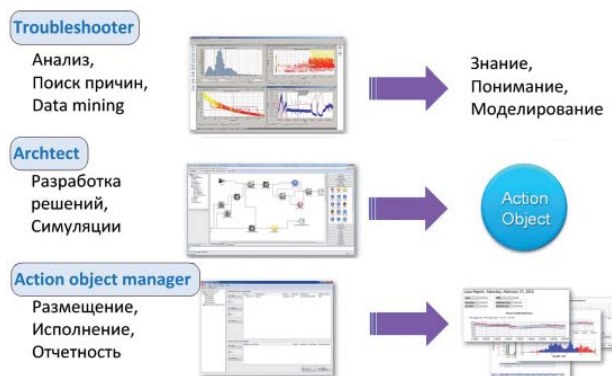 Troubleshooter
Анализ,
Поиск причин,
Data mining
Знание,
Понимание,
Моделирование
Archtect
Разработка
решений,
Симуляции
Action
Object
Action object manager
Размещение,
Исполнение,
Отчетность